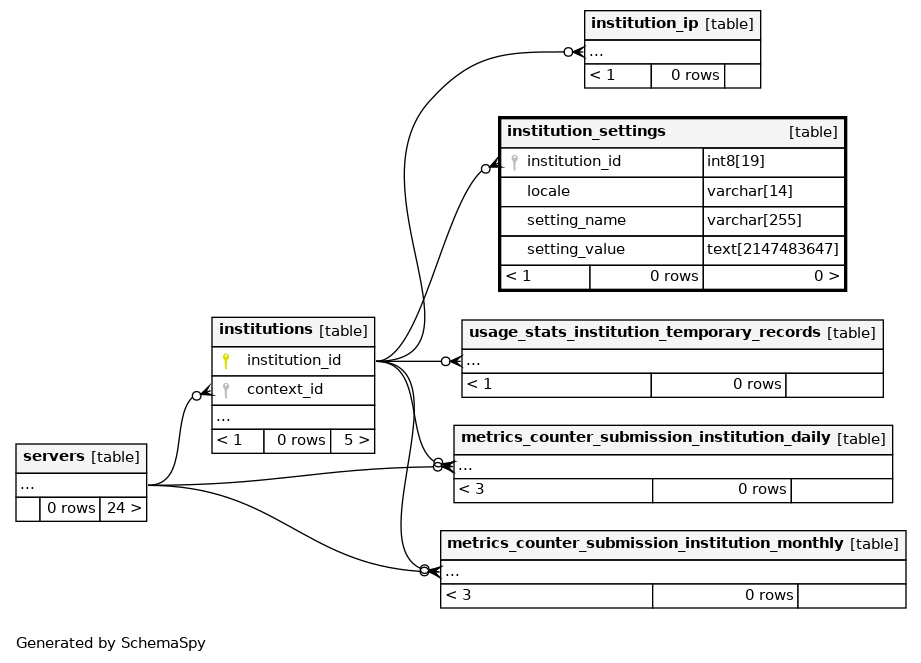 institution_ip [table]
...
< 1 0 rows
institution_settings [table]
institution_id int8[19]
locale varchar[14]
setting_name varchar[255]
setting_value text[2147483647]
< 1 0 rows 0 >
institutions [table]
institution_id
context_id
...
< 1 0 rows 5 >
usage_stats_institution_temporary_records [table]
...
< 1 0 rows
servers [table]
...
0 rows 24 >
metrics_counter_submission_institution_daily [table]
...
< 3 0 rows
metrics_counter_submission_institution_monthly [table]
...
< 3 0 rows
Generated by SchemaSpy